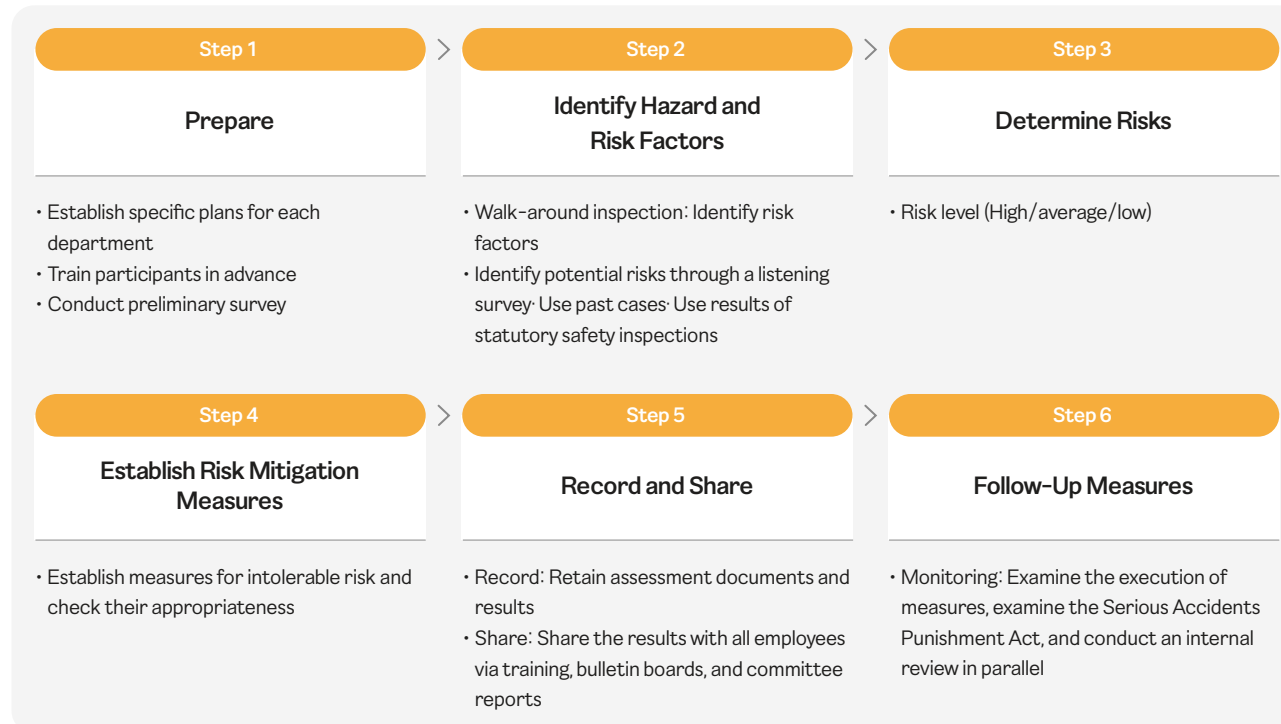 Step 1
Prepare
• Establish specific plans for each
department
• Train participants in advance
• Conduct preliminary survey
Step 2
Identify Hazard and
Risk Factors
• Walk-around inspection: Identify risk
factors
• Identify potential risks through a listening
survey· Use past cases· Use results of
statutory safety inspections
Step 3
Determine Risks
• Risk level (High/average/low)
Step 4
Establish Risk Mitigation
Measures
• Establish measures for intolerable risk and
check their appropriateness
Step 5
Record and Share
• Record: Retain assessment documents and
results
• Share: Share the results with all employees
via training, bulletin boards, and committee
reports
Step 6
Follow-Up Measures
• Monitoring: Examine the execution of
measures, examine the Serious Accidents
Punishment Act, and conduct an internal
review in parallel